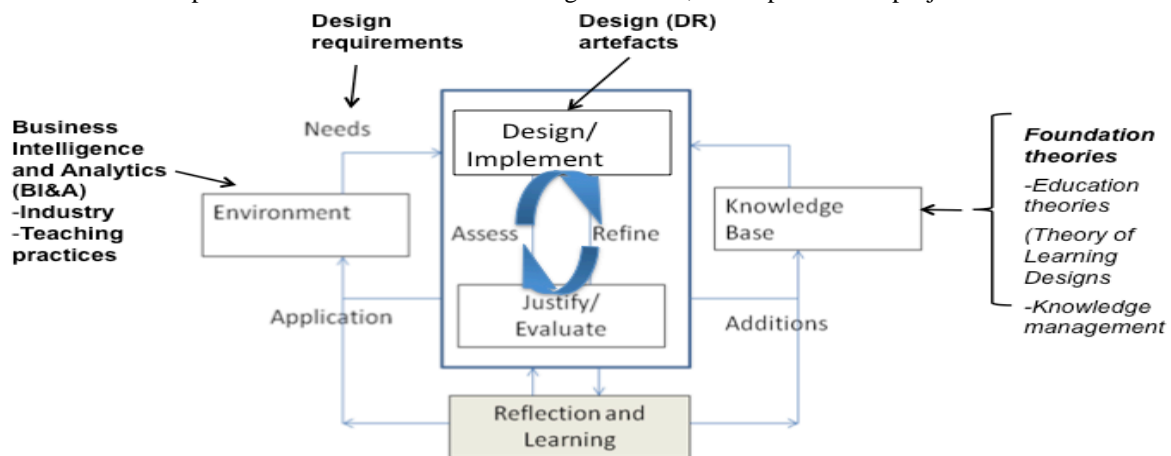 Design
requirements
Design (DR)
artefacts
Business
Intelligence
and Analytics
(BI&A)
-Industry
-Teaching
practices
Needs
Environment
Application
Design/
Implement
Assess
Refine
Justify/
Evaluate
Reflection and
Learning
Knowledge
Base
Additions
Foundation
theories
-Education
theories
(Theory of
Learning
Designs
-Knowledge
management